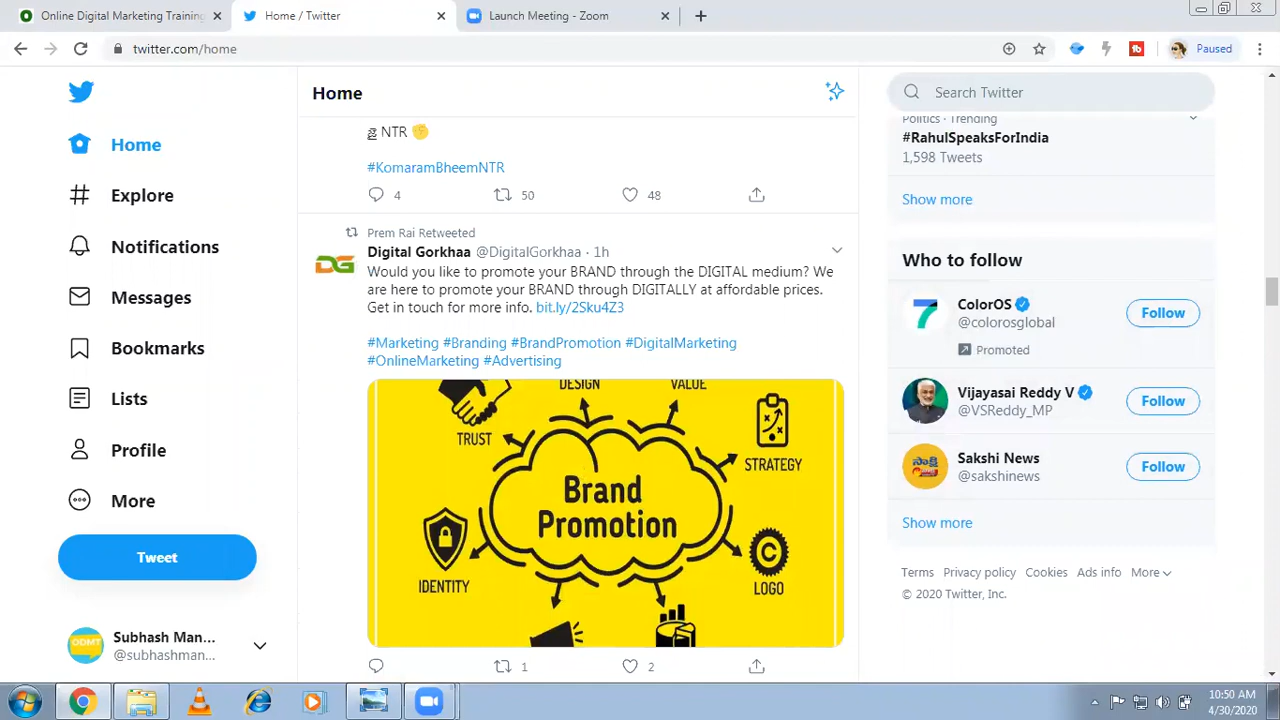 Online Digital Marketing Training
Home / Twitter
Launch Meeting - Zoom
twitter.com/home
Paused
Home
Search Twitter
NTR ✊
#KomaramBheemNTR
4
50
48
Prem Rai Retweeted
Digital Gorkhaa @DigitalGorkhaa · 1h
Would you like to promote your BRAND through the DIGITAL medium? We
are here to promote your BRAND through DIGITALLY at affordable prices.
Get in touch for more info. bit.ly/2Sku4Z3
#Marketing #Branding #BrandPromotion #DigitalMarketing
#OnlineMarketing #Advertising
DG
DESIGN
VALUE
TRUST
STRATEGY
Brand
Promotion
IDENTITY
LOGO
C
1
2
Home
Explore
Notifications
Messages
Bookmarks
Lists
Profile
More
Tweet
ODMT
Subhash Man...
@subhashman...
Politics · Trending
#RahulSpeaksForIndia
1,598 Tweets
Show more
Who to follow
ColorOS
@colorosglobal
Follow
Promoted
Vijayasai Reddy V
@VSReddy_MP
Follow
సాక్షి
Sakshi News
@sakshinews
Follow
Show more
Terms Privacy policy Cookies Ads info More
© 2020 Twitter, Inc.
10:50 AM
4/30/2020